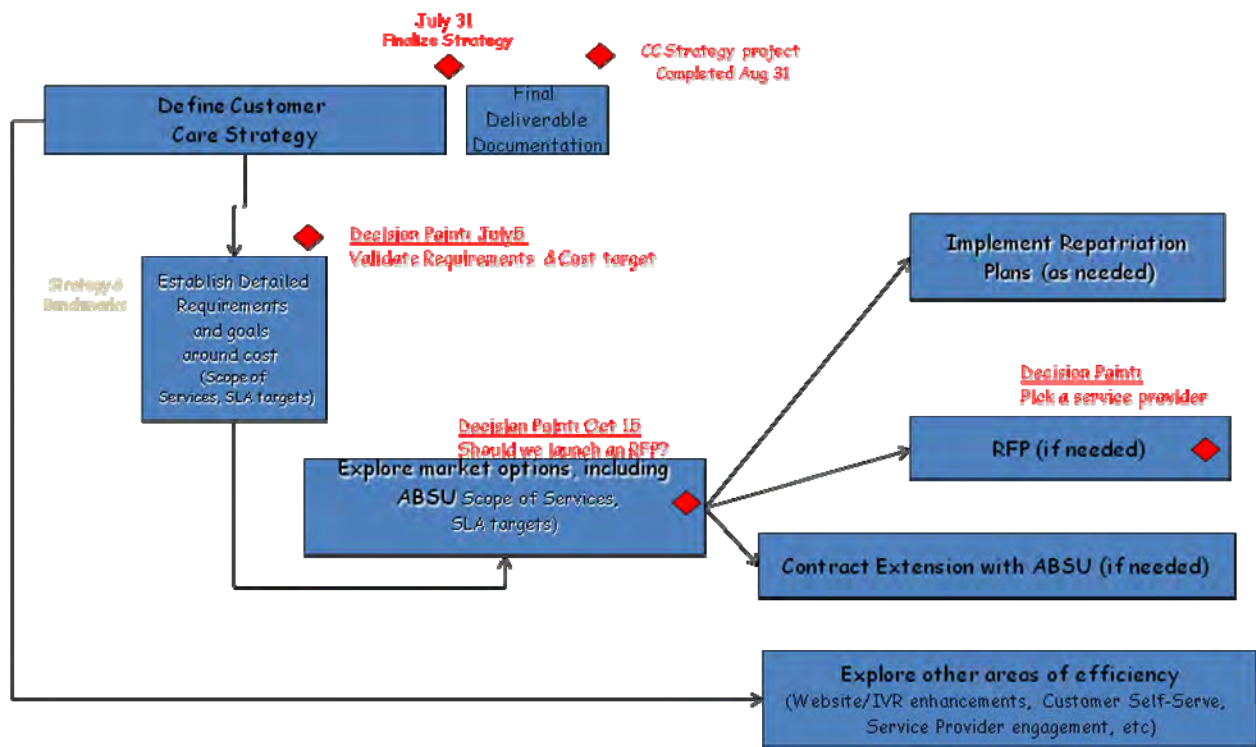 July 31
Finalize Strategy
CC Strategy project
Completed Aug 31
Define Customer
Care Strategy
Final
Deliverable
Documentation
Decision Point: July5
Validate Requirements & Cost target
Strategy &
Benchmarks
Establish Detailed
Requirements
and goals
around cost
(Scope of
Services, SLA targets)
Implement Repatriation
Plans (as needed)
Decision Point:
Pick a service provider
RFP (if needed)
Decision Point: Oct 15
Should we launch an RFP?
Explore market options, including
ABSU Scope of Services,
SLA targets)
Contract Extension with ABSU (if needed)
Explore other areas of efficiency
(Website/IVR enhancements, Customer Self-Serve,
Service Provider engagement, etc)